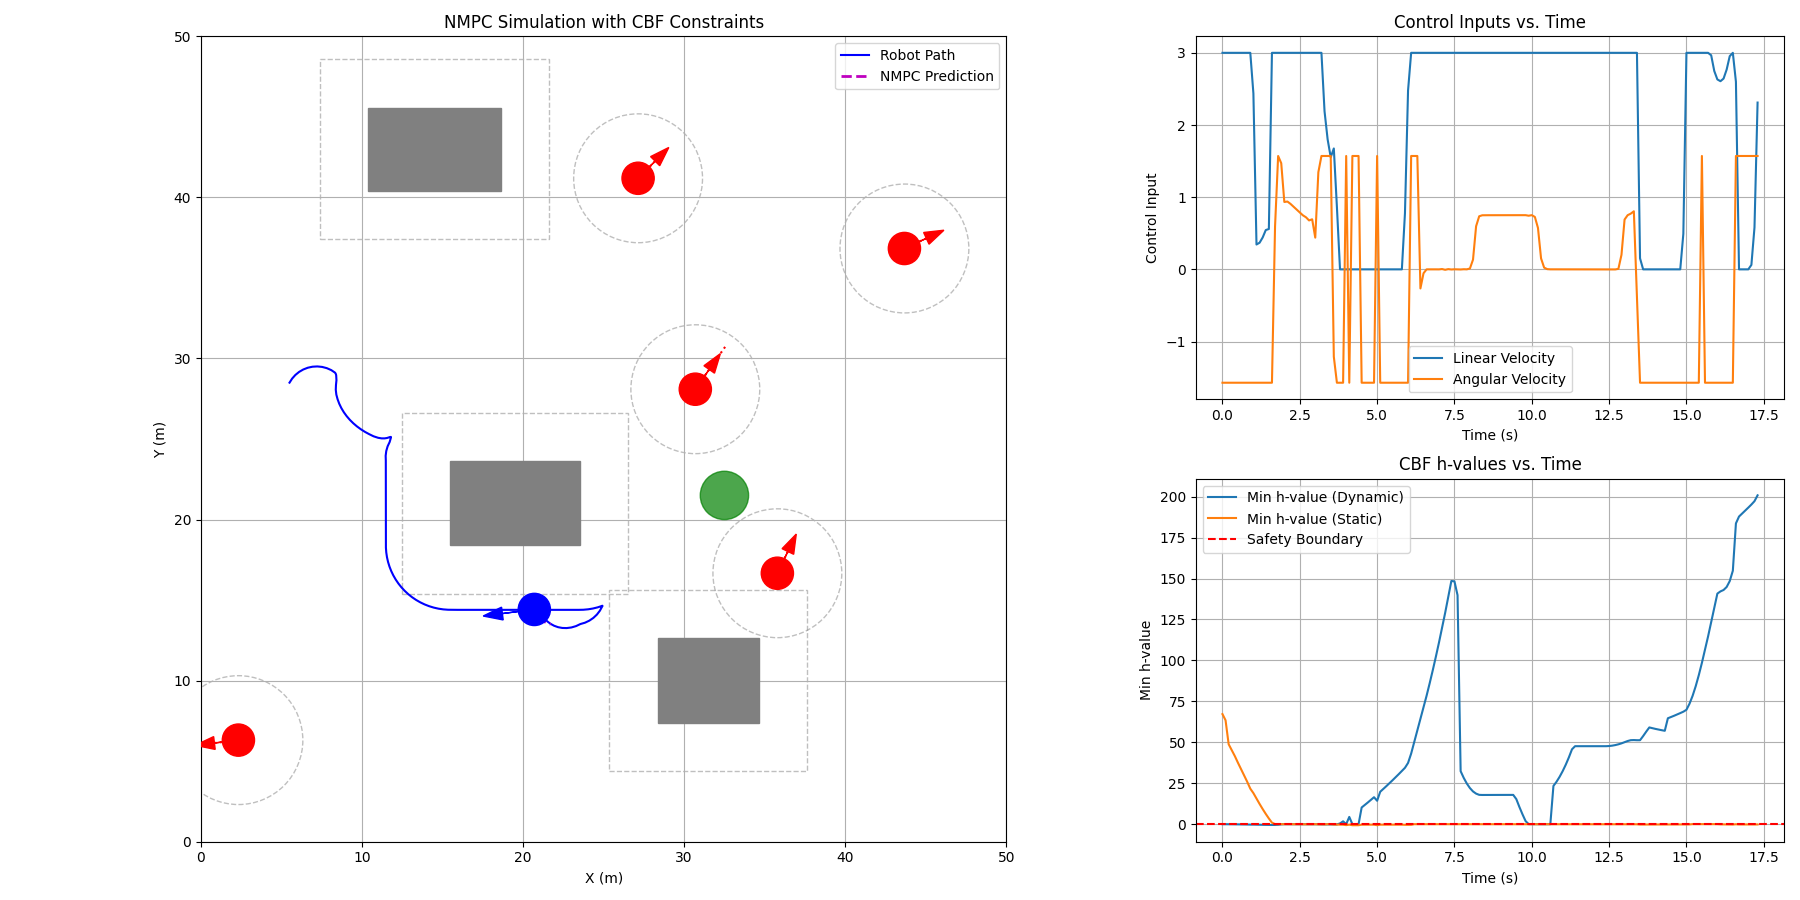 NMPC Simulation with CBF Constraints
50
40
30
20
10
0
0 10 20 30 40 50
Y (m)
X (m)
Robot Path
NMPC Prediction
Control Inputs vs. Time
3
2
1
0
−1
0.0 2.5 5.0 7.5 10.0 12.5 15.0 17.5
Control Input
Time (s)
Linear Velocity
Angular Velocity
CBF h-values vs. Time
200
175
150
125
100
75
50
25
0
0.0 2.5 5.0 7.5 10.0 12.5 15.0 17.5
Min h-value
Time (s)
Min h-value (Dynamic)
Min h-value (Static)
Safety Boundary